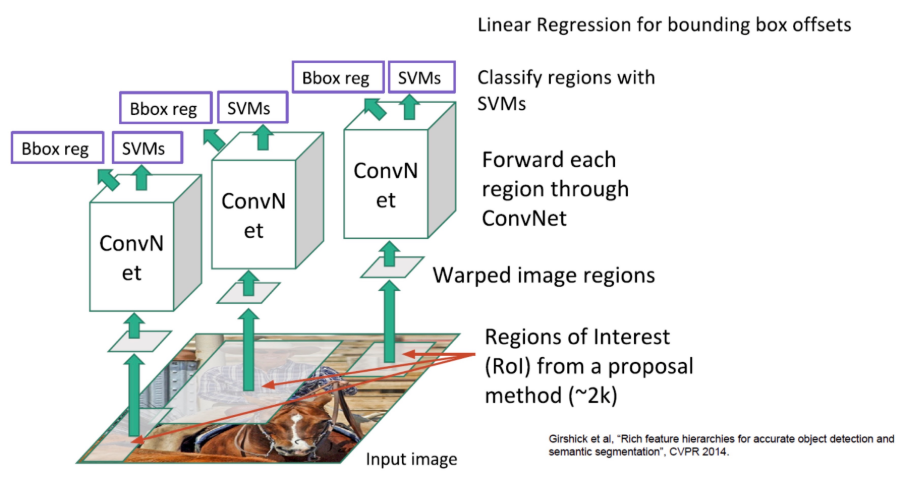 Linear Regression for bounding box offsets
Bbox reg
SVMs
Classify regions with
SVMs
Bbox reg
SVMs
Bbox reg
SVMs
ConvN
et
ConvN
et
ConvN
et
Forward each
region through
ConvNet
Warped image regions
Regions of Interest
(RoI) from a proposal
method (~2k)
Input image
Girshick et al, “Rich feature hierarchies for accurate object detection and
semantic segmentation”, CVPR 2014.